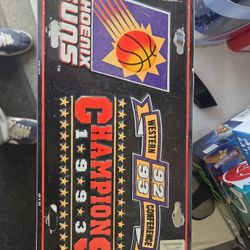 PHOENIX
SUNS
92
93
WESTERN
CONFERENCE
CHAMPIONS
1993